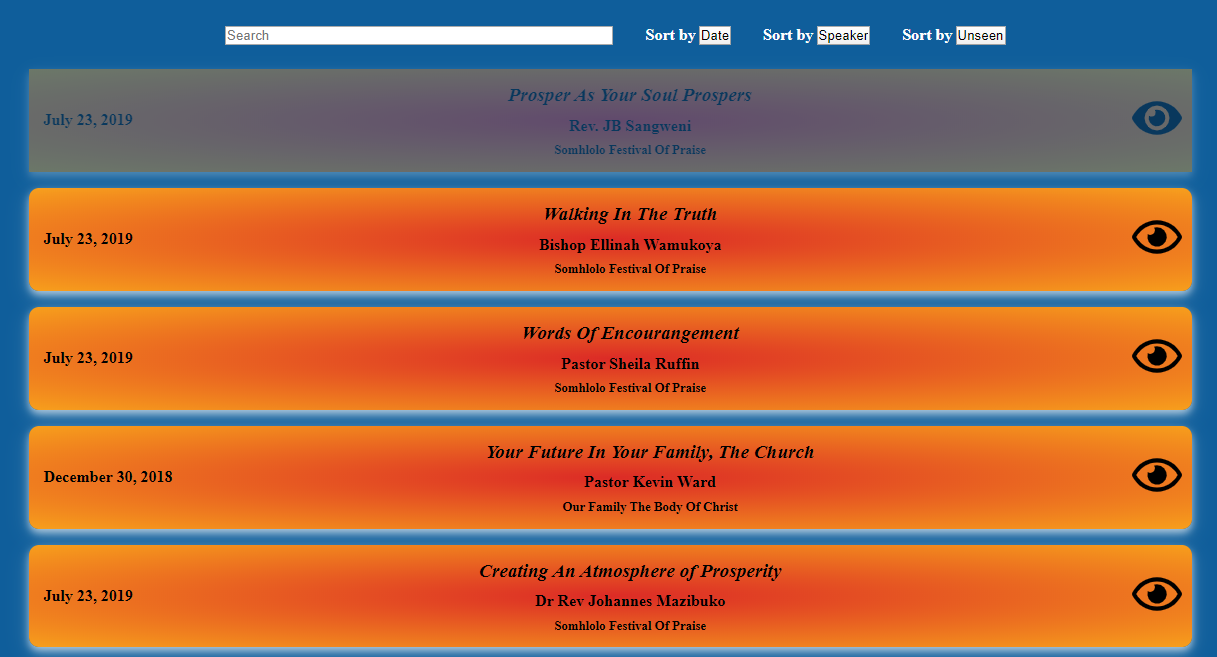 Search Sort by Date Sort by Speaker Sort by Unseen
Prosper As Your Soul Prospers
July 23, 2019
Rev. JB Sangweni
Somhlolo Festival Of Praise
Walking In The Truth
July 23, 2019
Bishop Ellinah Wamukoya
Somhlolo Festival Of Praise
Words Of Encourangement
July 23, 2019
Pastor Sheila Ruffin
Somhlolo Festival Of Praise
Your Future In Your Family, The Church
December 30, 2018
Pastor Kevin Ward
Our Family The Body Of Christ
Creating An Atmosphere of Prosperity
July 23, 2019
Dr Rev Johannes Mazibuko
Somhlolo Festival Of Praise